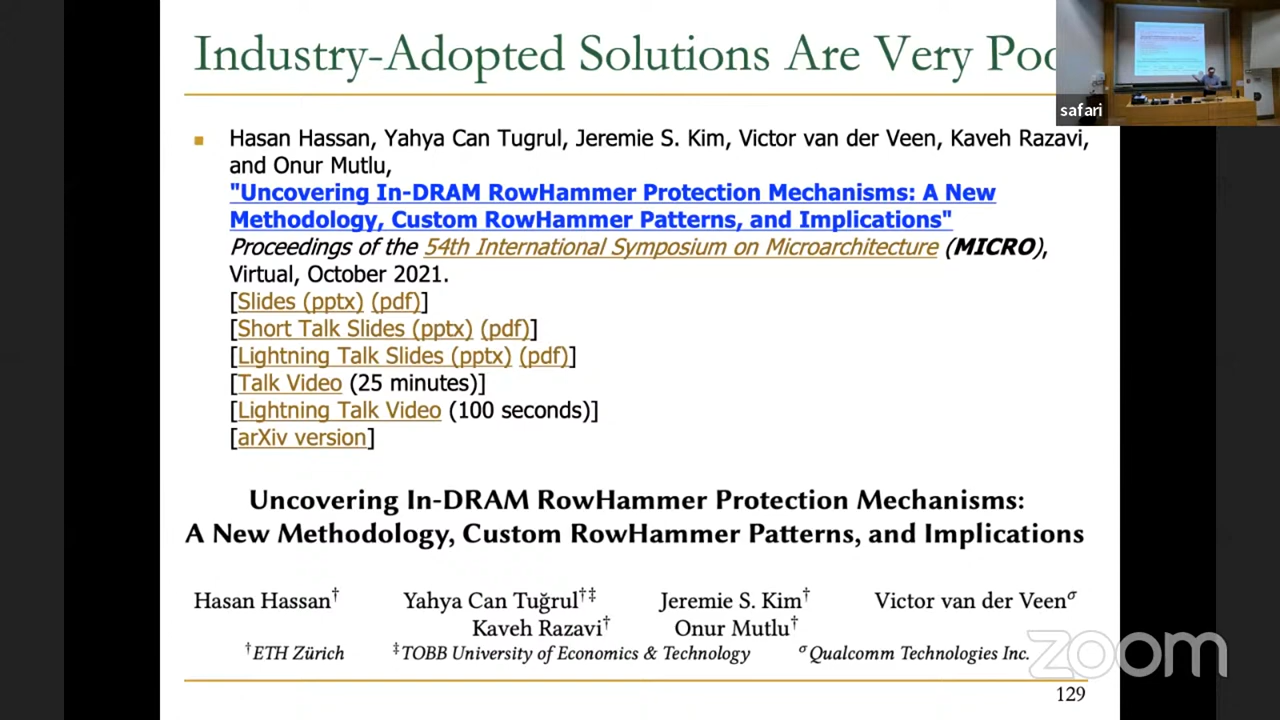 Industry-Adopted Solutions Are Very Poo
safari
Hasan Hassan, Yahya Can Tugrul, Jeremie S. Kim, Victor van der Veen, Kaveh Razavi,
and Onur Mutlu,
"Uncovering In-DRAM RowHammer Protection Mechanisms: A New
Methodology, Custom RowHammer Patterns, and Implications"
Proceedings of the 54th International Symposium on Microarchitecture (MICRO),
Virtual, October 2021.
[Slides (pptx) (pdf)]
[Short Talk Slides (pptx) (pdf)]
[Lightning Talk Slides (pptx) (pdf)]
[Talk Video (25 minutes)]
[Lightning Talk Video (100 seconds)]
[arXiv version]
Uncovering In-DRAM RowHammer Protection Mechanisms:
A New Methodology, Custom RowHammer Patterns, and Implications
Hasan Hassan† Yahya Can Tuğrul†‡ Jeremie S. Kim† Victor van der Veenσ
Kaveh Razavi† Onur Mutlu†
†ETH Zürich ‡TOBB University of Economics & Technology σQualcomm Technologies Inc.
zoom
129